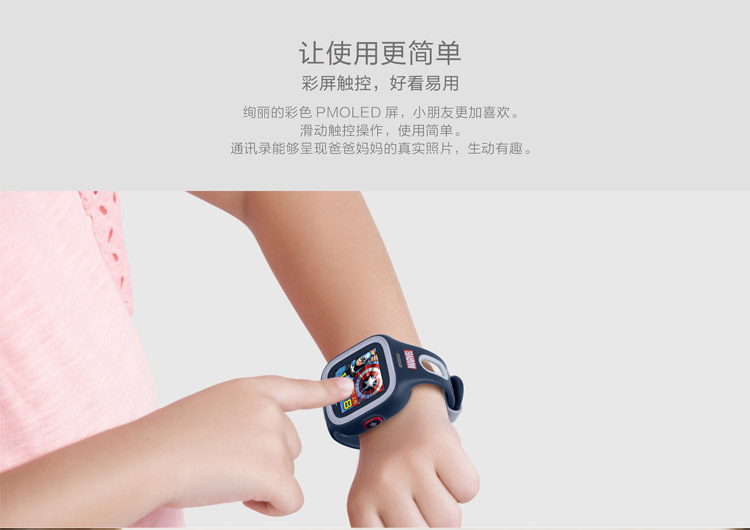 让使用更简单
彩屏触控，好看易用
绚丽的彩色 PMOLED 屏，小朋友更加喜欢。
滑动触控操作，使用简单。
通讯录能够呈现爸爸妈妈的真实照片，生动有趣。
MARVEL